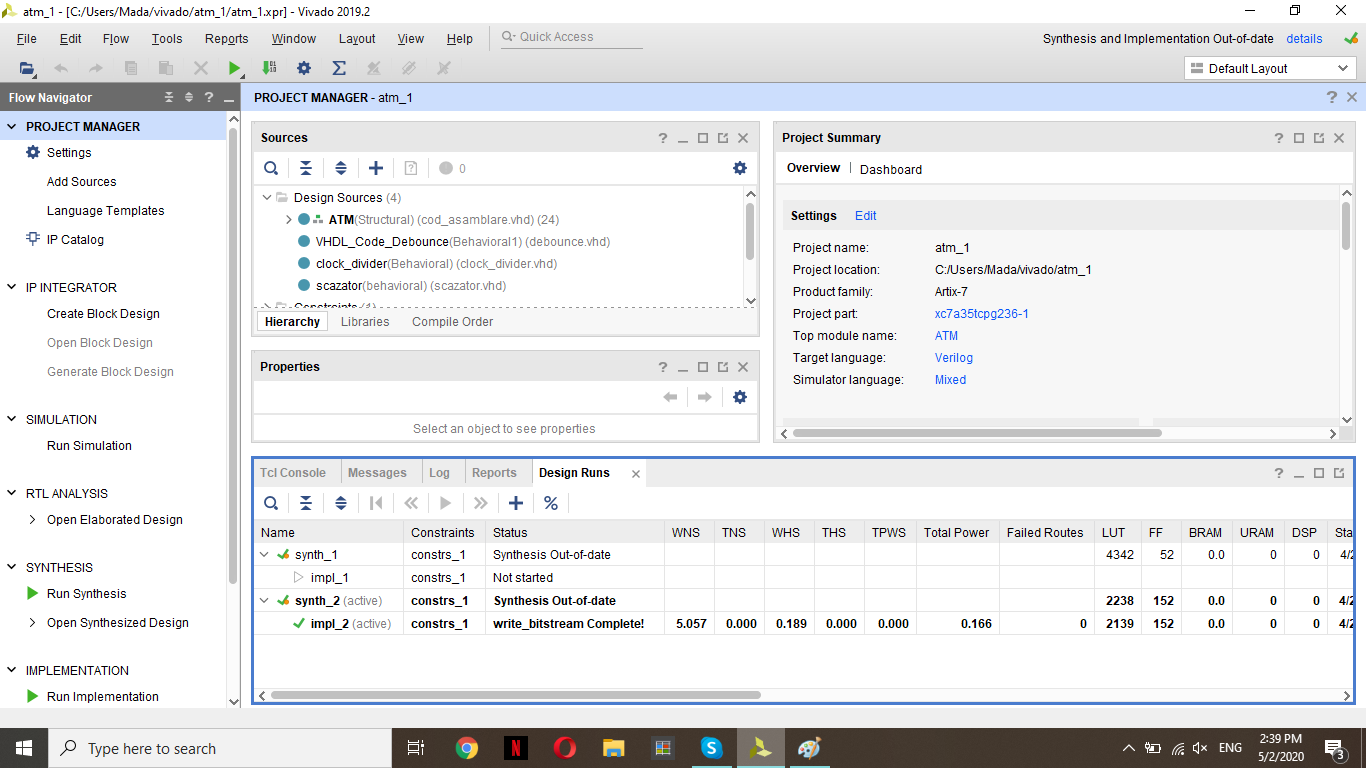 atm_1 - [C:/Users/Mada/vivado/atm_1/atm_1.xpr] - Vivado 2019.2
File Edit Flow Tools Reports Window Layout View Help Quick Access
Synthesis and Implementation Out-of-date details
Default Layout
Flow Navigator
PROJECT MANAGER
Settings
Add Sources
Language Templates
IP Catalog
IP INTEGRATOR
Create Block Design
Open Block Design
Generate Block Design
SIMULATION
Run Simulation
RTL ANALYSIS
Open Elaborated Design
SYNTHESIS
Run Synthesis
Open Synthesized Design
IMPLEMENTATION
Run Implementation
PROJECT MANAGER - atm_1
Sources
0
Design Sources (4)
ATM(Structural) (cod_asamblare.vhd) (24)
VHDL_Code_Debounce(Behavioral1) (debounce.vhd)
clock_divider(Behavioral) (clock_divider.vhd)
scazator(behavioral) (scazator.vhd)
Constraints (1)
Hierarchy Libraries Compile Order
Properties
Select an object to see properties
Project Summary
Overview Dashboard
Settings Edit
Project name: atm_1
Project location: C:/Users/Mada/vivado/atm_1
Product family: Artix-7
Project part: xc7a35tcpg236-1
Top module name: ATM
Target language: Verilog
Simulator language: Mixed
Tcl Console Messages Log Reports Design Runs
Name Constraints Status WNS TNS WHS THS TPWS Total Power Failed Routes LUT FF BRAM URAM DSP Sta
synth_1 constrs_1 Synthesis Out-of-date 4342 52 0.0 0 0 4/2
impl_1 constrs_1 Not started
synth_2 (active) constrs_1 Synthesis Out-of-date 2238 152 0.0 0 0 4/2
impl_2 (active) constrs_1 write_bitstream Complete! 5.057 0.000 0.189 0.000 0.000 0.166 0 2139 152 0.0 0 0 4/2
Type here to search
ENG
2:39 PM
5/2/2020
3